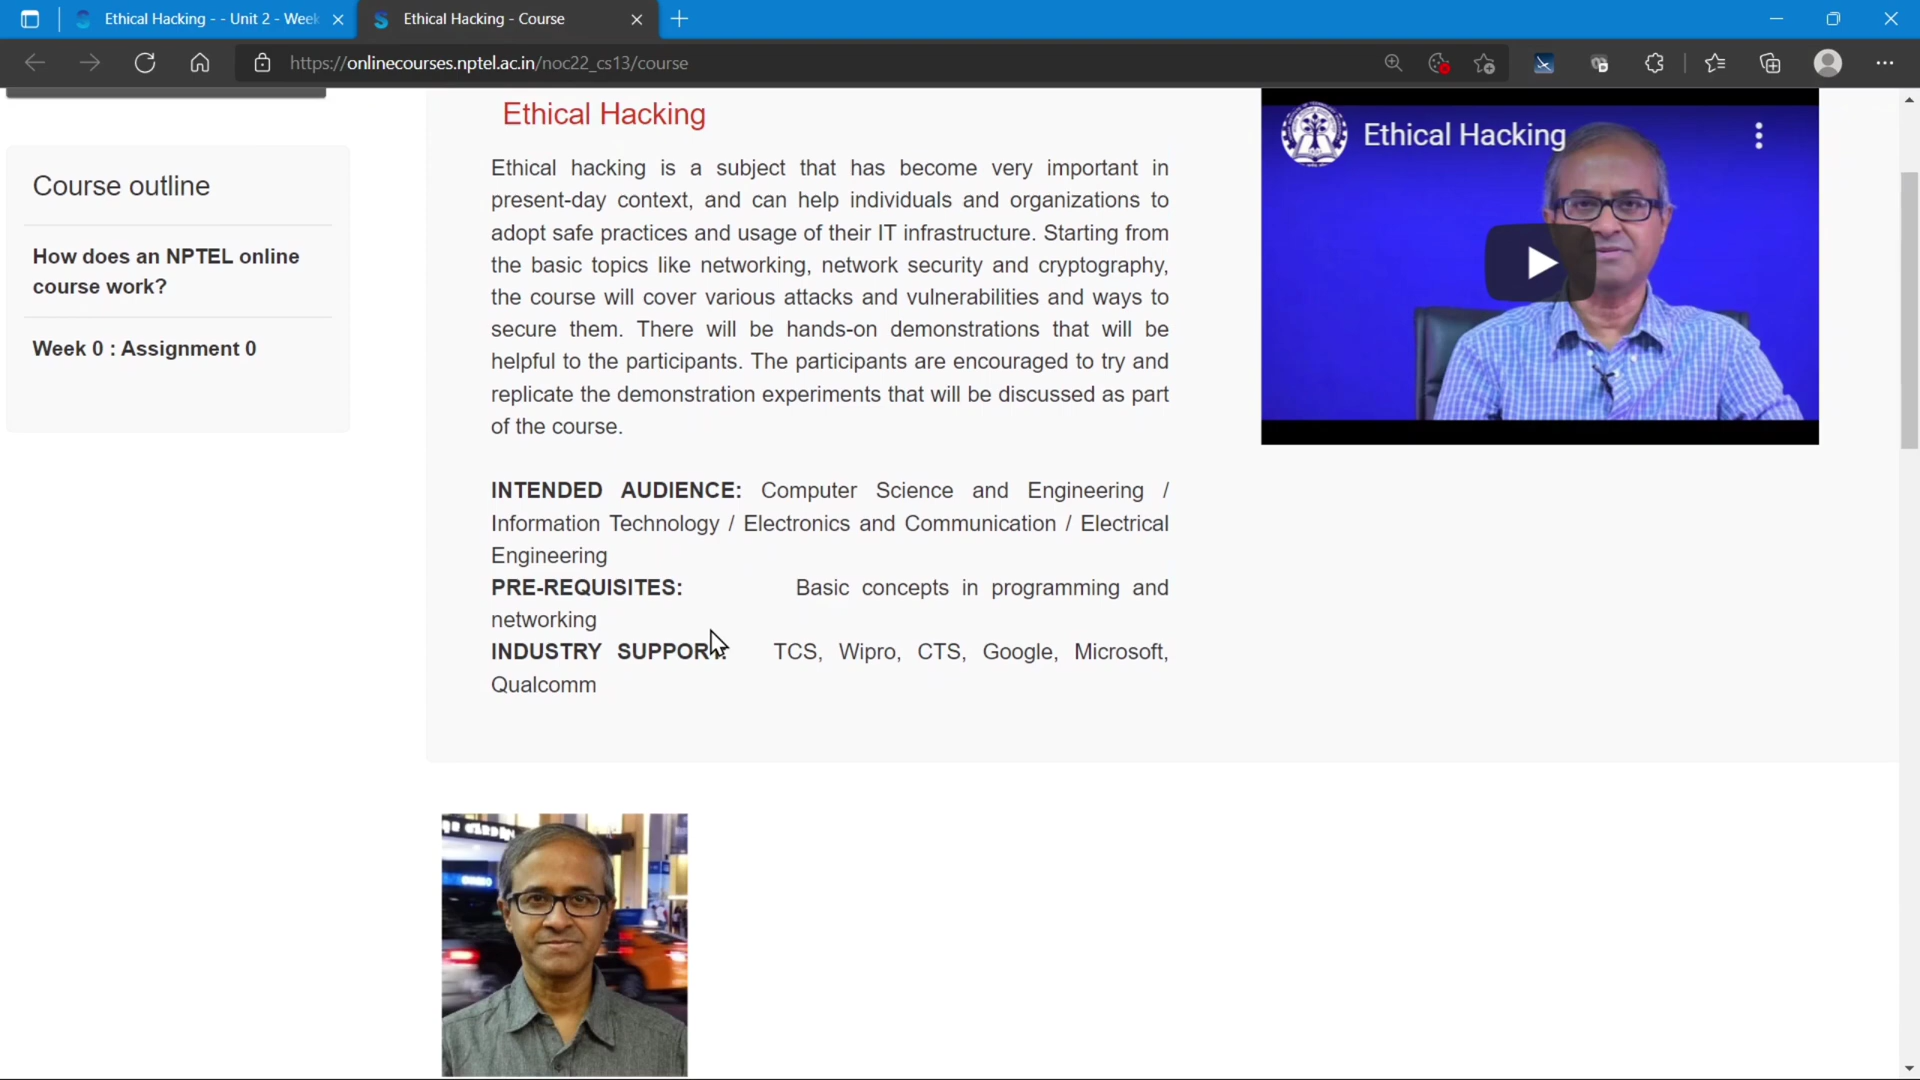 Ethical Hacking - - Unit 2 - Week
Ethical Hacking - Course
https://onlinecourses.nptel.ac.in/noc22_cs13/course
Course outline
How does an NPTEL online
course work?
Week 0 : Assignment 0
Ethical Hacking
Ethical hacking is a subject that has become very important in
present-day context, and can help individuals and organizations to
adopt safe practices and usage of their IT infrastructure. Starting from
the basic topics like networking, network security and cryptography,
the course will cover various attacks and vulnerabilities and ways to
secure them. There will be hands-on demonstrations that will be
helpful to the participants. The participants are encouraged to try and
replicate the demonstration experiments that will be discussed as part
of the course.
INTENDED AUDIENCE: Computer Science and Engineering /
Information Technology / Electronics and Communication / Electrical
Engineering
PRE-REQUISITES: Basic concepts in programming and
networking
INDUSTRY SUPPORT: TCS, Wipro, CTS, Google, Microsoft,
Qualcomm
Ethical Hacking